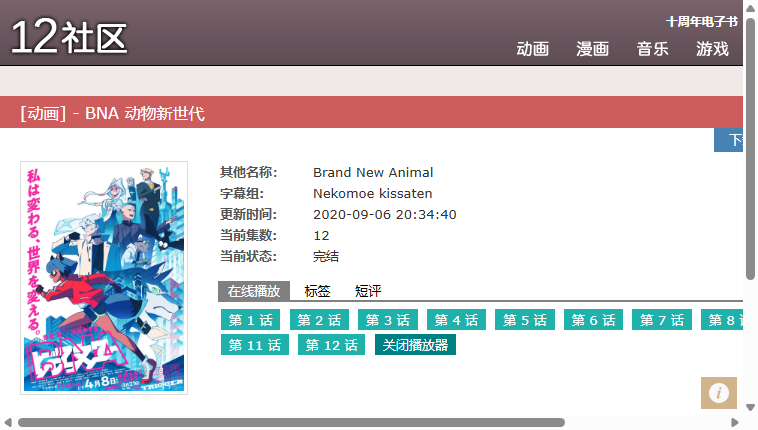 十周年电子书
12社区
动画 漫画 音乐 游戏
[动画] - BNA 动物新世代
下
私は変わる、世界を変える。
4月8日
TRIGGER
其他名称: Brand New Animal
字幕组: Nekomoe kissaten
更新时间: 2020-09-06 20:34:40
当前集数: 12
当前状态: 完结
在线播放 标签 短评
第 1 话 第 2 话 第 3 话 第 4 话 第 5 话 第 6 话 第 7 话 第 8
第 11 话 第 12 话 关闭播放器
i